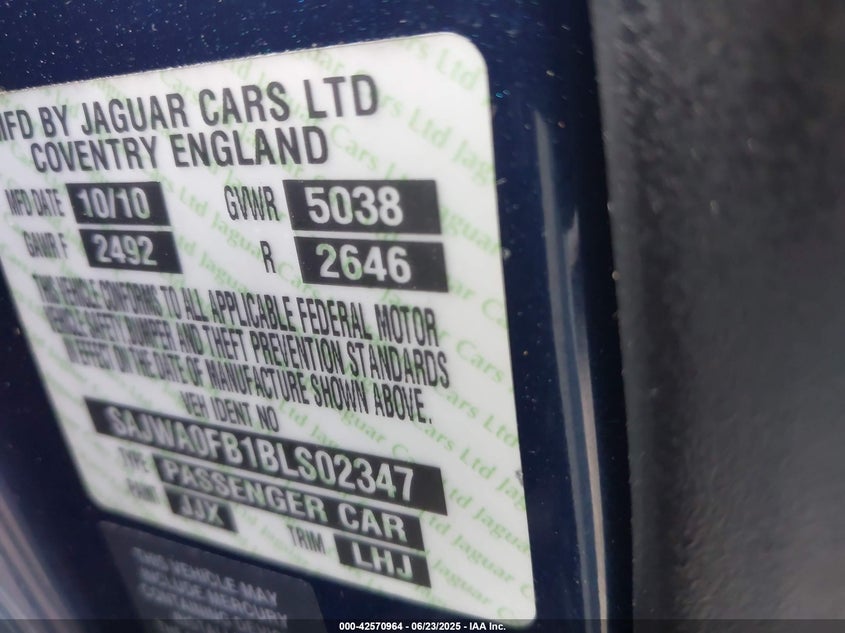 MFD BY JAGUAR CARS LTD
COVENTRY ENGLAND
MFD DATE 10/10 GVWR 5038
GAWR F 2492 R 2646
THIS VEHICLE CONFORMS TO ALL APPLICABLE FEDERAL MOTOR
VEHICLE SAFETY BUMPER AND THEFT PREVENTION STANDARDS
IN EFFECT ON THE DATE OF MANUFACTURE SHOWN ABOVE.
VEH IDENT NO
SAJWA0FB1BLS02347
TYPE PASSENGER CAR
PAINT JJX TRIM LHJ
THIS VEHICLE MAY
INCLUDE MERCURY
CONTAINING
000-42570964 / 06/23/2025 - IAA Inc.